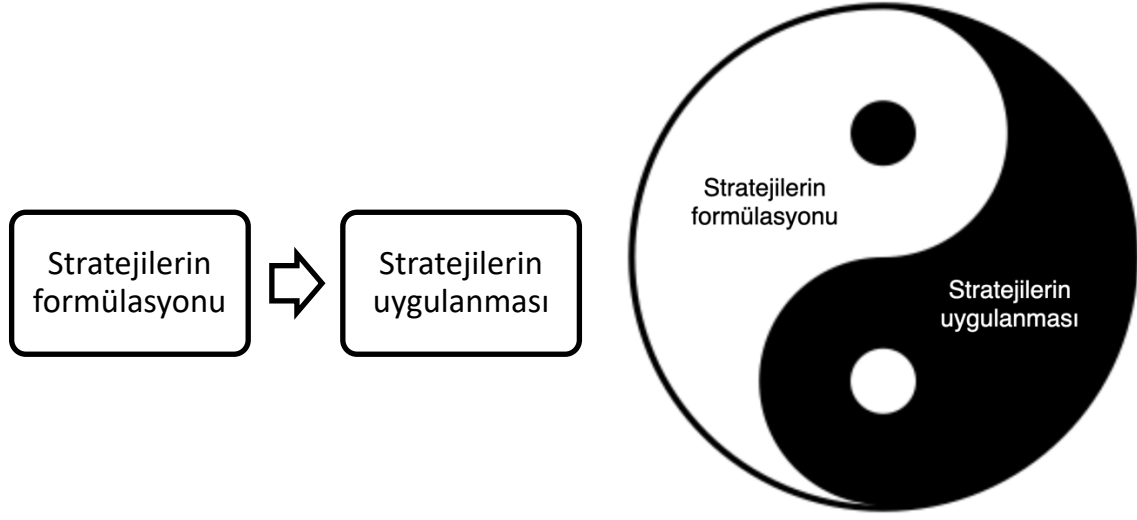 Stratejilerin
formülasyonu
Stratejilerin
uygulanması
Stratejilerin
formülasyonu
Stratejilerin
uygulanması